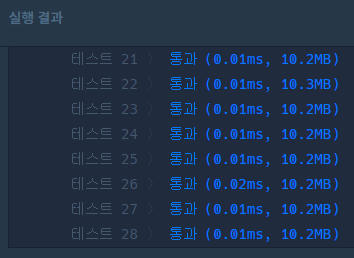 실행 결과
테스트 21 〉 통과 (0.01ms, 10.2MB)
테스트 22 〉 통과 (0.01ms, 10.3MB)
테스트 23 〉 통과 (0.01ms, 10.2MB)
테스트 24 〉 통과 (0.01ms, 10.2MB)
테스트 25 〉 통과 (0.01ms, 10.2MB)
테스트 26 〉 통과 (0.02ms, 10.2MB)
테스트 27 〉 통과 (0.01ms, 10.2MB)
테스트 28 〉 통과 (0.01ms, 10.2MB)